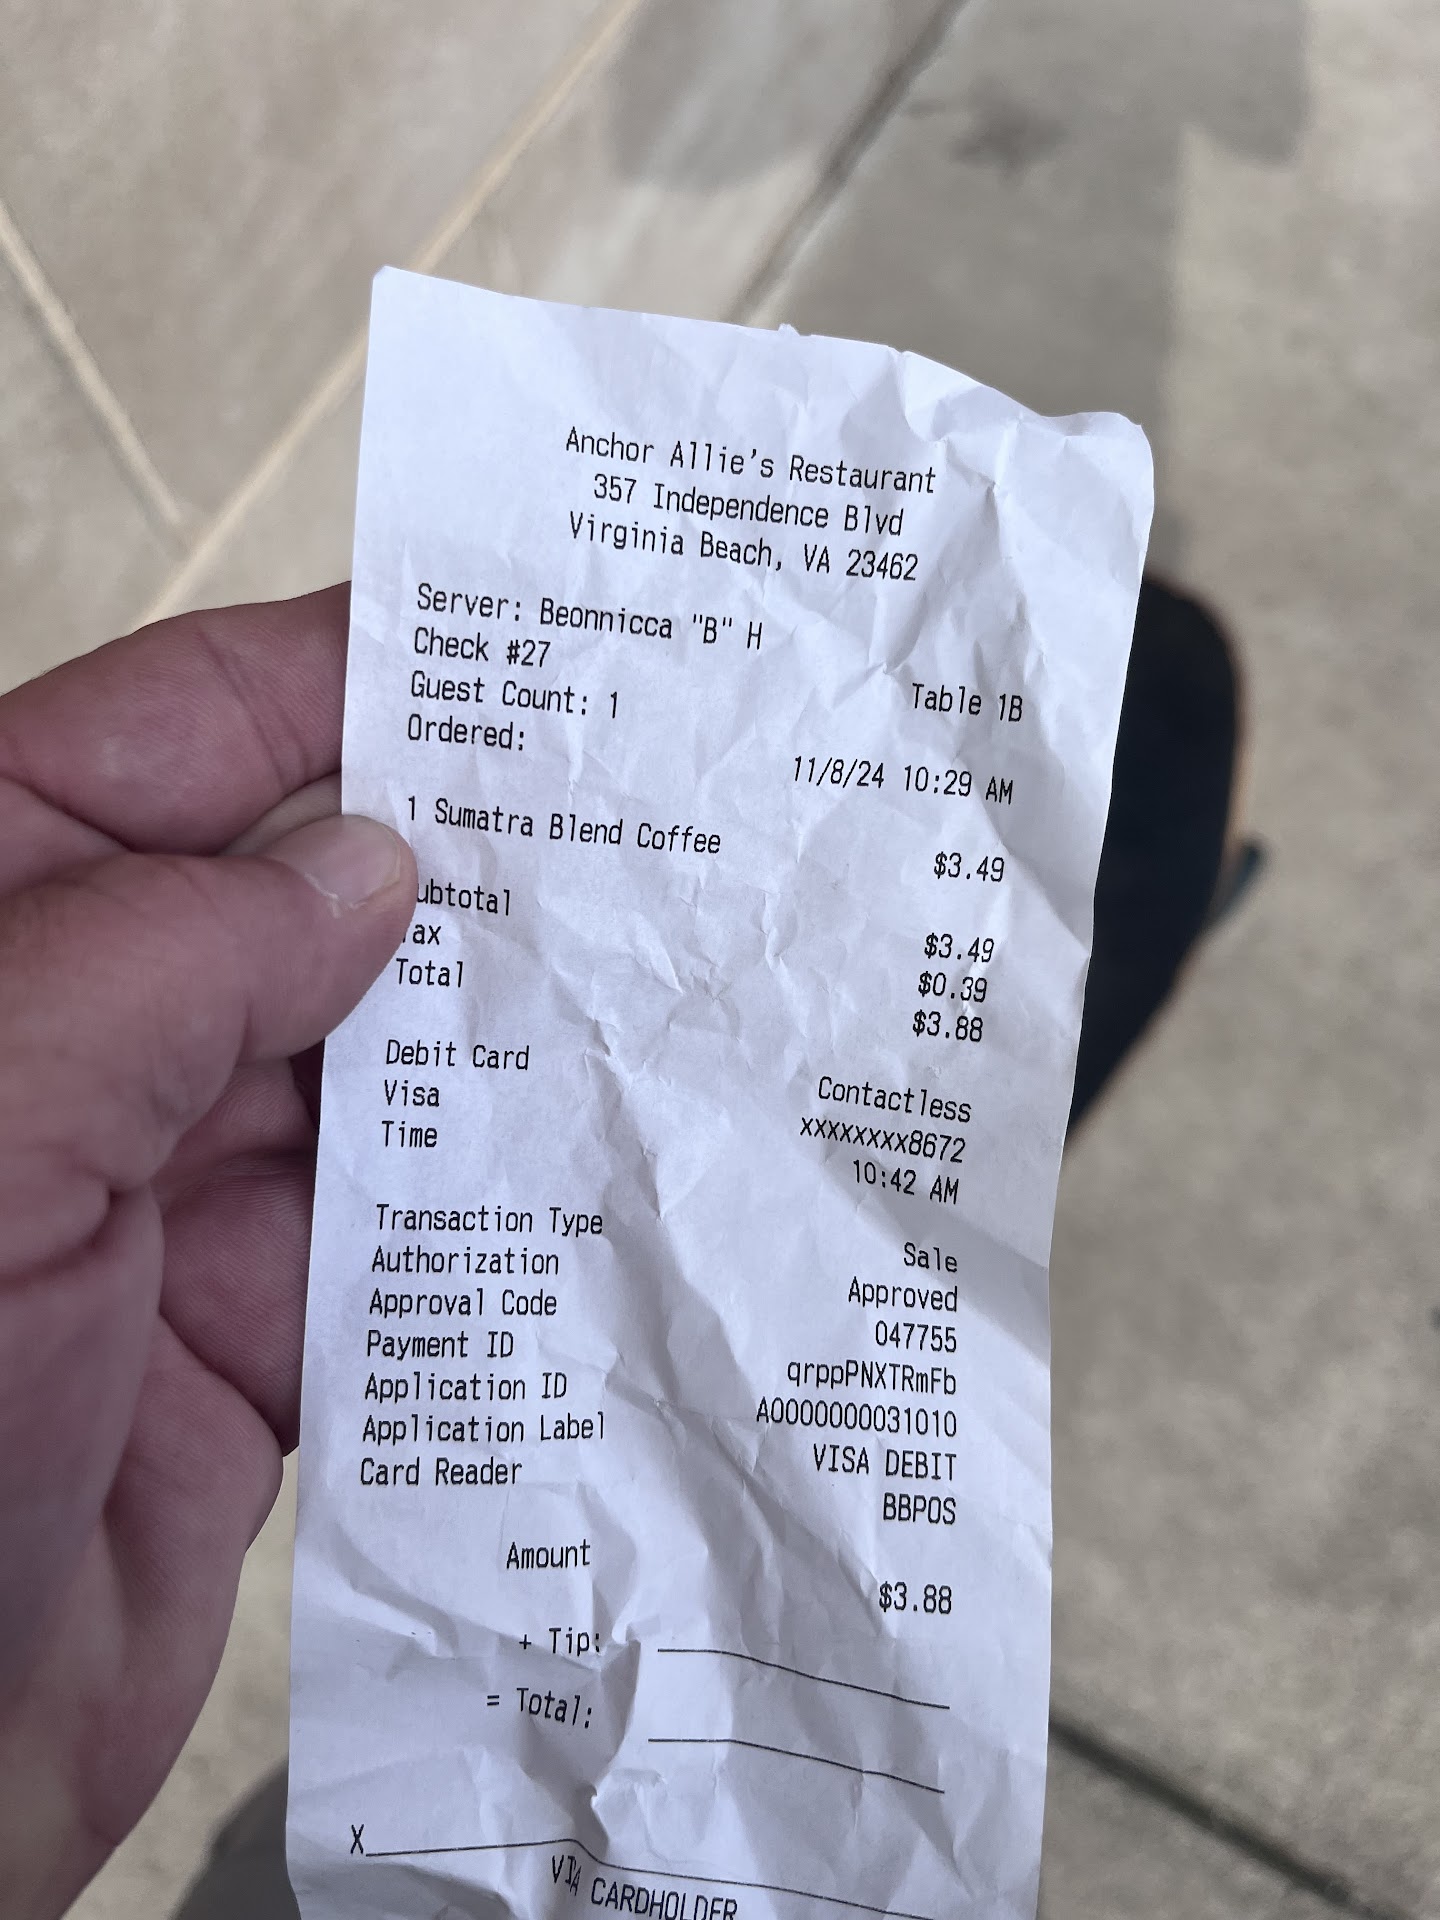 Anchor Allie's Restaurant
357 Independence Blvd
Virginia Beach, VA 23462
Server: Beonnicca "B" H
Check #27 Table 1B
Guest Count: 1
Ordered: 11/8/24 10:29 AM
1 Sumatra Blend Coffee $3.49
ubtotal $3.49
ax $0.39
Total $3.88
Debit Card Contactless
Visa xxxxxxxx8672
Time 10:42 AM
Transaction Type Sale
Authorization Approved
Approval Code 047755
Payment ID qrppPNXTRmFb
Application ID A0000000031010
Application Label VISA DEBIT
Card Reader BBPOS
Amount $3.88
+ Tip:
= Total:
X
CARDHOLDER